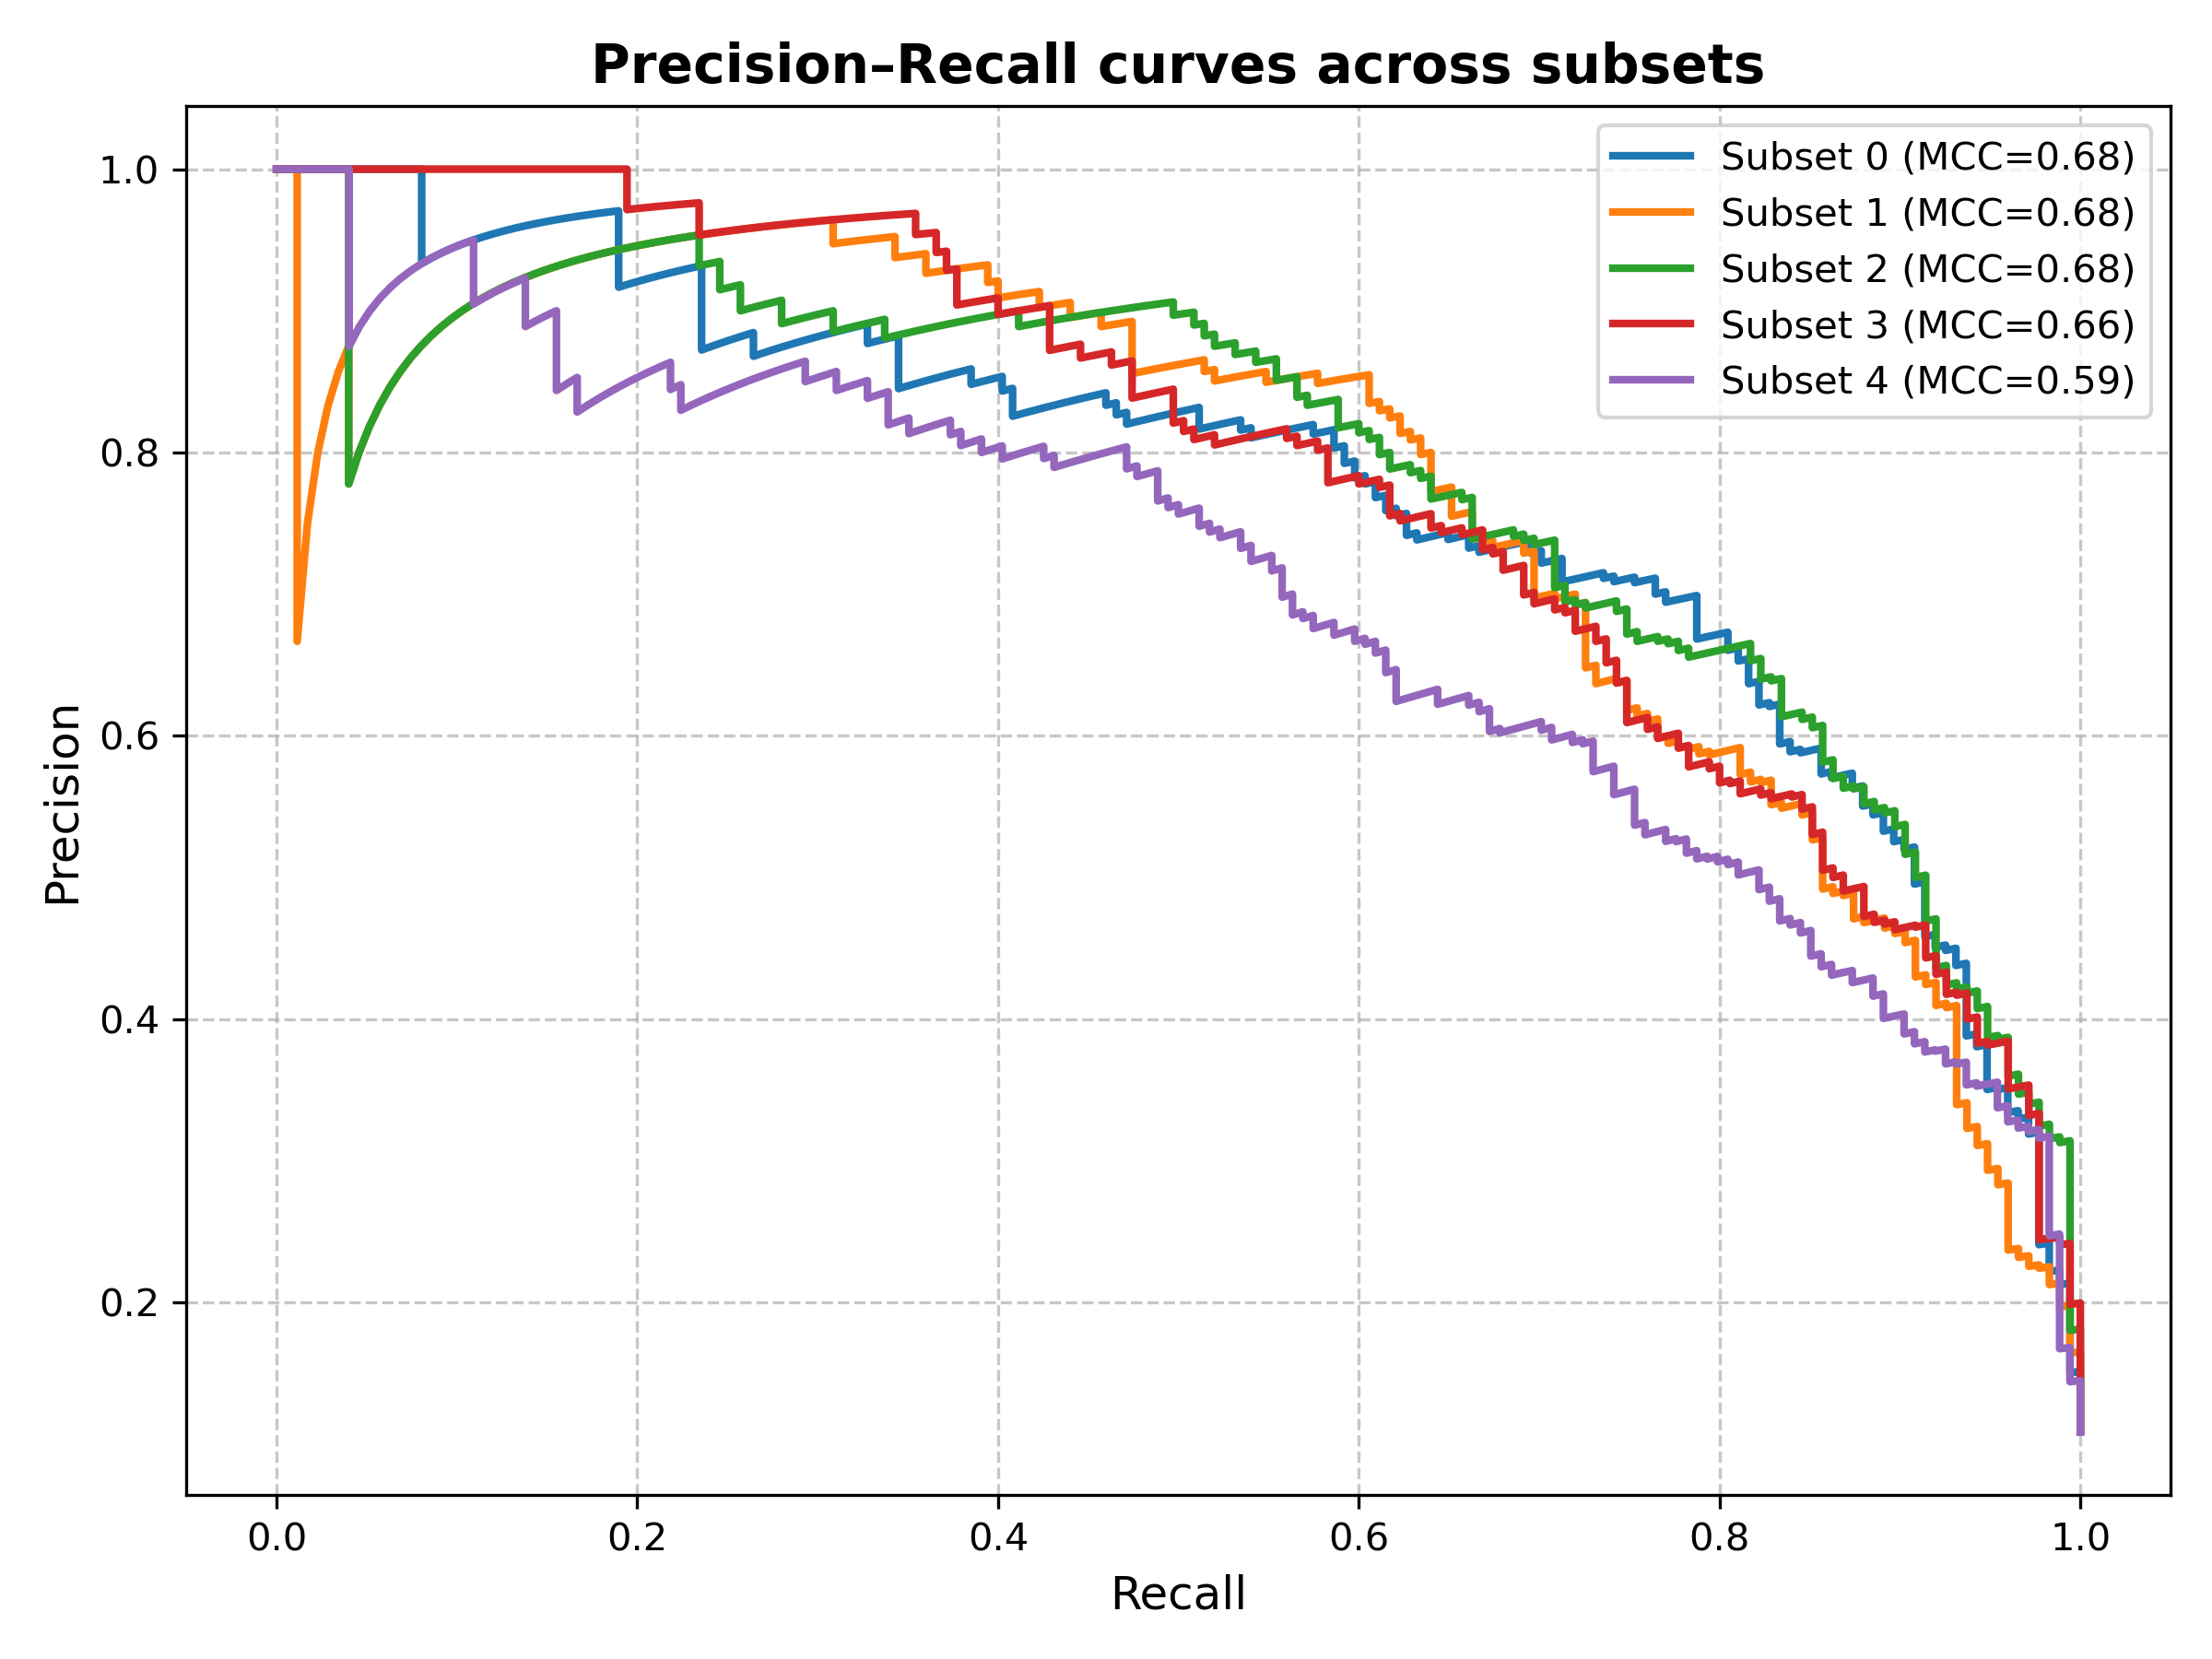 Precision–Recall curves across subsets
Subset 0 (MCC=0.68)
Subset 1 (MCC=0.68)
Subset 2 (MCC=0.68)
Subset 3 (MCC=0.66)
Subset 4 (MCC=0.59)
Precision
1.0
0.8
0.6
0.4
0.2
0.0 0.2 0.4 0.6 0.8 1.0
Recall